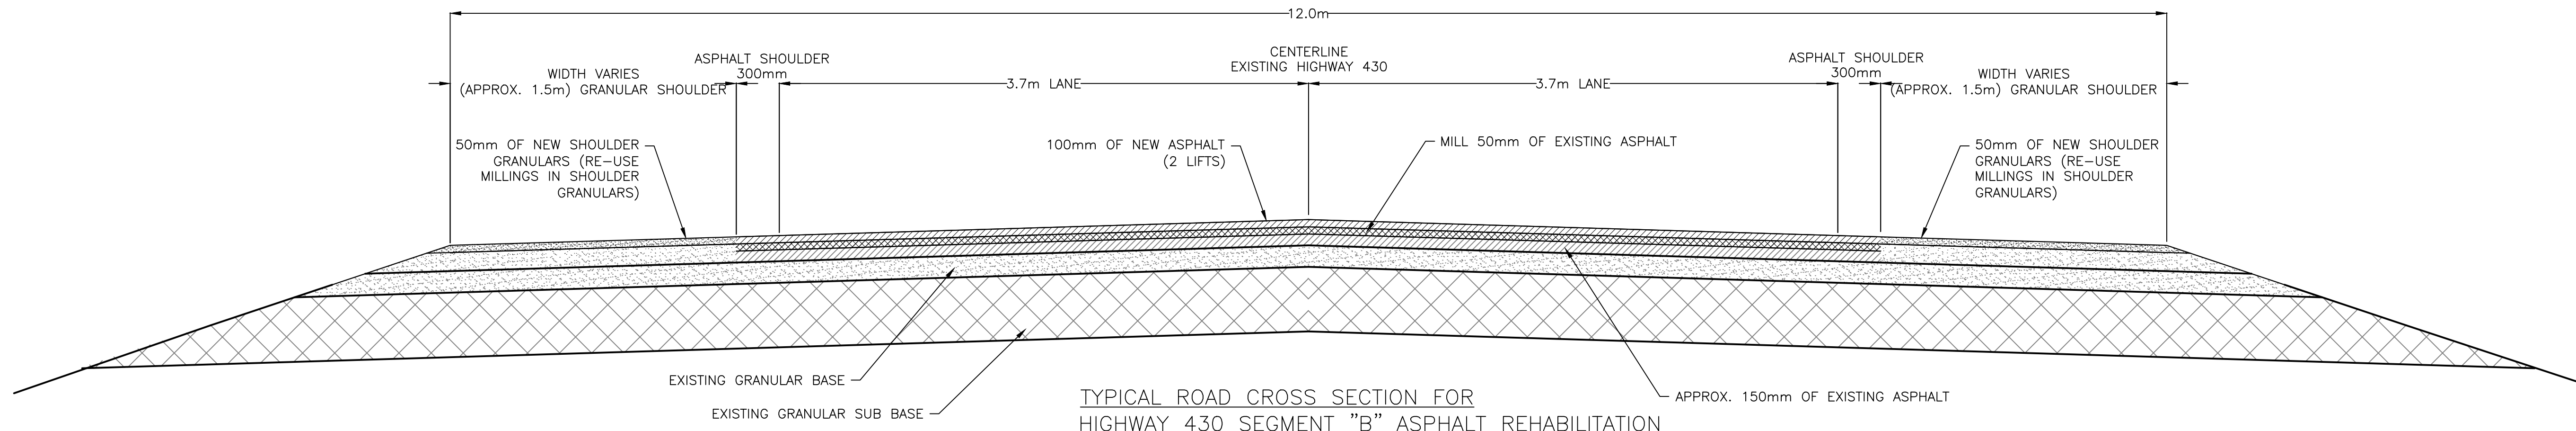 12.0m
WIDTH VARIES
(APPROX. 1.5m) GRANULAR SHOULDER
ASPHALT SHOULDER
300mm
3.7m LANE
CENTERLINE
EXISTING HIGHWAY 430
3.7m LANE
ASPHALT SHOULDER
300mm
WIDTH VARIES
(APPROX. 1.5m) GRANULAR SHOULDER
50mm OF NEW SHOULDER
GRANULARS (RE-USE
MILLINGS IN SHOULDER
GRANULARS)
100mm OF NEW ASPHALT
(2 LIFTS)
MILL 50mm OF EXISTING ASPHALT
50mm OF NEW SHOULDER
GRANULARS (RE-USE
MILLINGS IN SHOULDER
GRANULARS)
EXISTING GRANULAR BASE
EXISTING GRANULAR SUB BASE
APPROX. 150mm OF EXISTING ASPHALT
TYPICAL ROAD CROSS SECTION FOR
HIGHWAY 430 SEGMENT "B" ASPHALT REHABILITATION